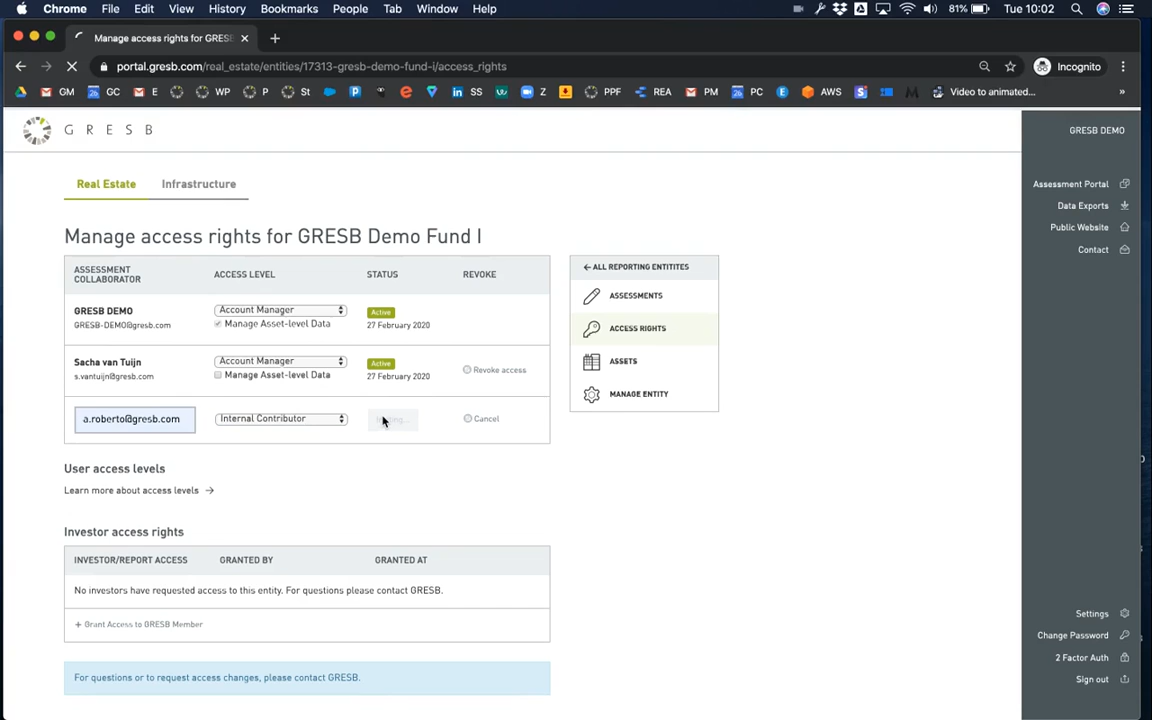 Chrome File Edit View History Bookmarks People Tab Window Help 81% Tue 10:02
Manage access rights for GRESB
portal.gresb.com/real_estate/entities/17313-gresb-demo-fund-i/access_rights Incognito
GM GC E WP P St P in SS Z PPF REA PM PC E AWS S Video to animated... »
GRESB
GRESB DEMO
Real Estate Infrastructure
Assessment Portal
Data Exports
Public Website
Contact
Manage access rights for GRESB Demo Fund I
ASSESSMENT COLLABORATOR ACCESS LEVEL STATUS REVOKE
GRESB DEMO Account Manager Active
GRESB-DEMO@gresb.com Manage Asset-level Data 27 February 2020
Sacha van Tuijn Account Manager Active
s.vantuijn@gresb.com Manage Asset-level Data 27 February 2020 Revoke access
a.roberto@gresb.com Internal Contributor Cancel
← ALL REPORTING ENTITITES
ASSESSMENTS
ACCESS RIGHTS
ASSETS
MANAGE ENTITY
User access levels
Learn more about access levels →
Investor access rights
INVESTOR/REPORT ACCESS GRANTED BY GRANTED AT
No investors have requested access to this entity. For questions please contact GRESB.
+ Grant Access to GRESB Member
For questions or to request access changes, please contact GRESB.
Settings
Change Password
2 Factor Auth
Sign out